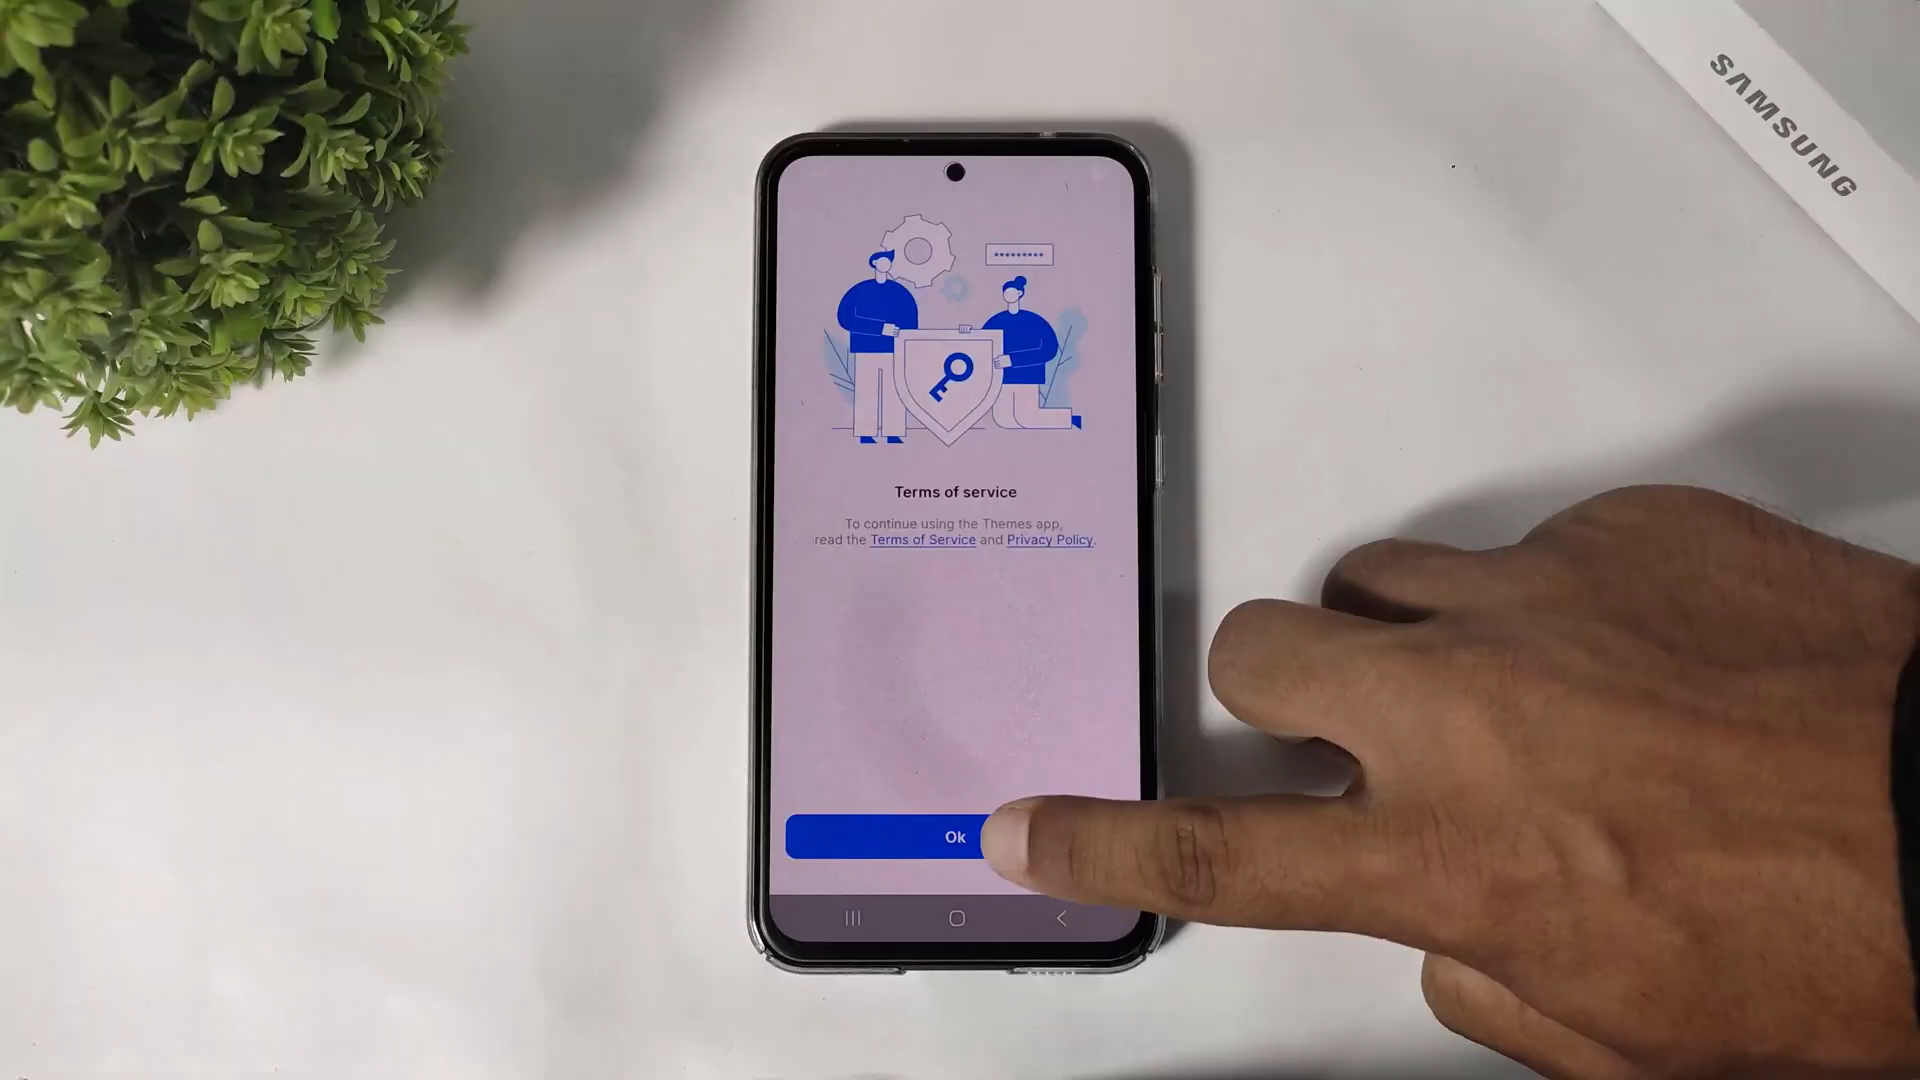 SAMSUNG
Terms of service
To continue using the Themes app,
read the Terms of Service and Privacy Policy.
Ok